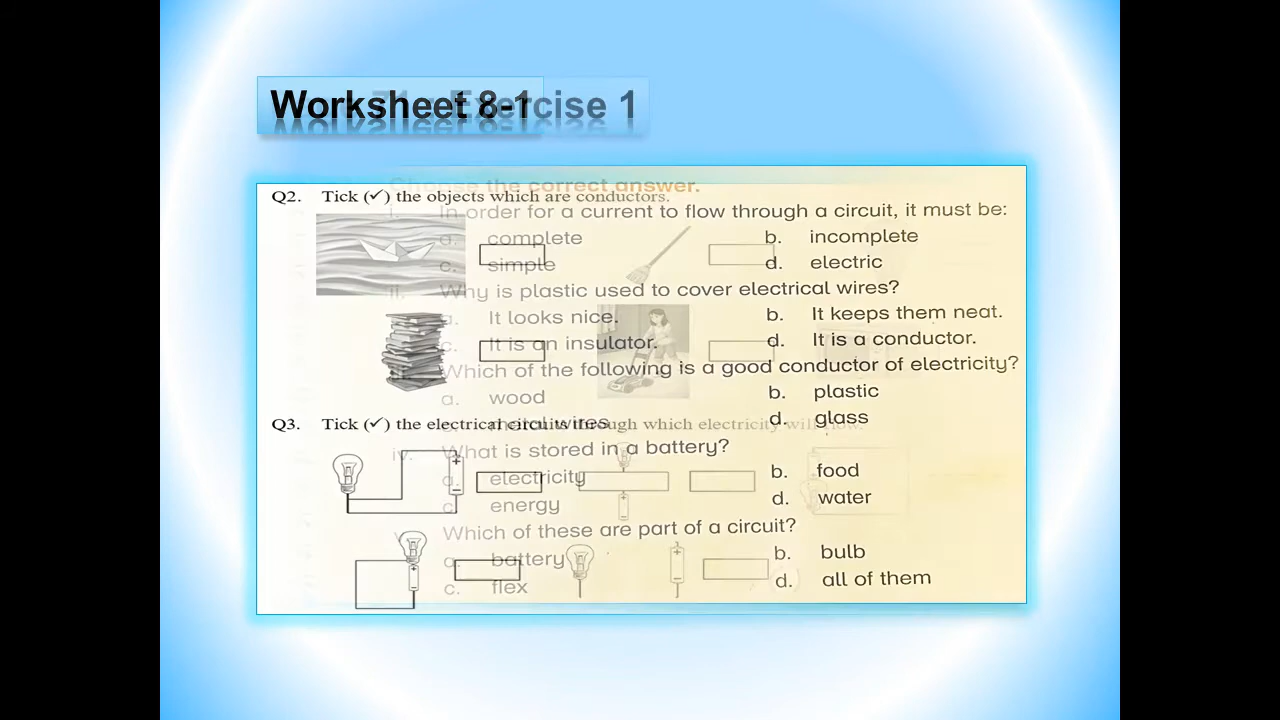 Worksheet 8-1
Exercise 1
Q2. Tick (✓) the objects which are conductors.
Q3. Tick (✓) the electrical circuits through which electricity will flow.
Choose the correct answer.
i. In order for a current to flow through a circuit, it must be:
a. complete b. incomplete
c. simple d. electric
ii. Why is plastic used to cover electrical wires?
a. It looks nice. b. It keeps them neat.
c. It is an insulator. d. It is a conductor.
Which of the following is a good conductor of electricity?
a. wood b. plastic
metal wires d. glass
iv. What is stored in a battery?
a. electricity b. food
c. energy d. water
v. Which of these are part of a circuit?
a. battery b. bulb
c. flex d. all of them